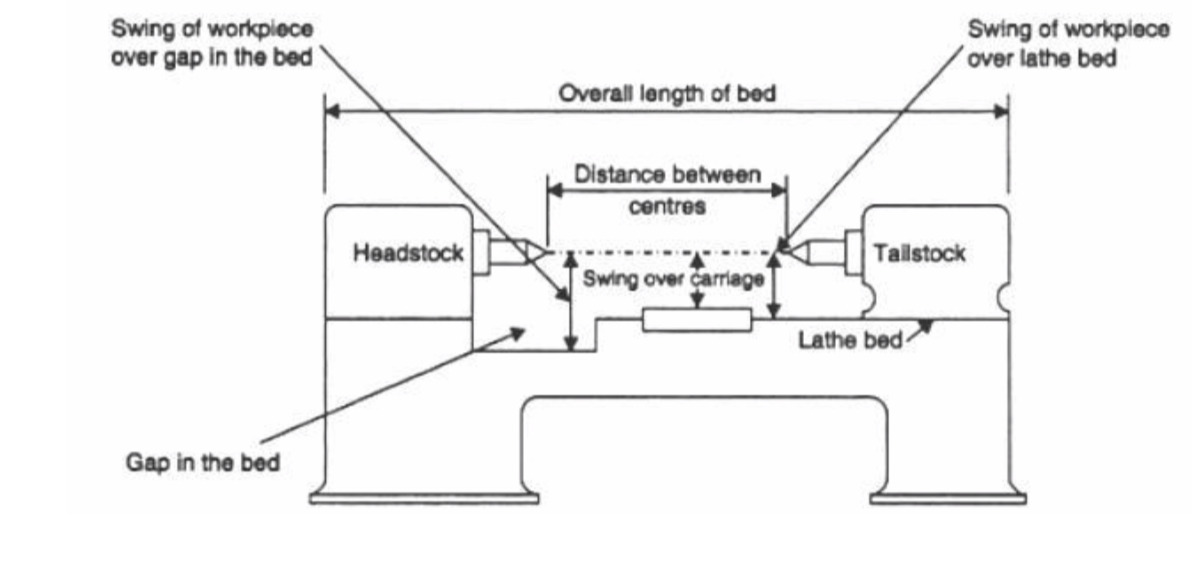 Swing of workpiece
over gap in the bed
Swing of workpiece
over lathe bed
Overall length of bed
Distance between
centres
Headstock
Tailstock
Swing over carriage
Lathe bed
Gap in the bed